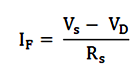 I_F = (V_s − V_D) / R_s